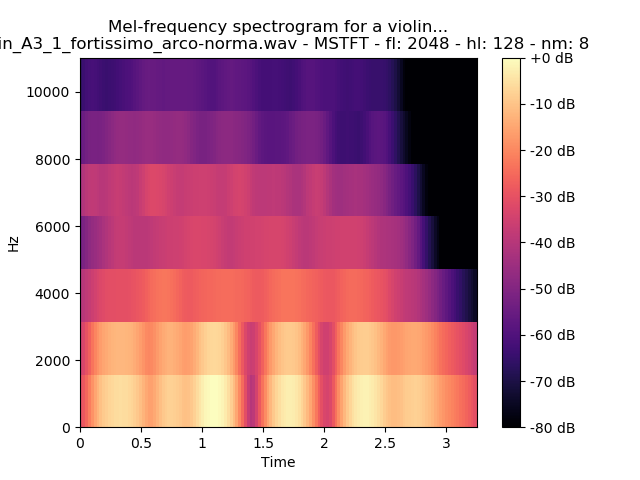 Mel-frequency spectrogram for a violin...
in_A3_1_fortissimo_arco-norma.wav - MSTFT - fl: 2048 - hl: 128 - nm: 8
+0 dB
10000
-10 dB
8000
-20 dB
-30 dB
6000
Hz
-40 dB
4000
-50 dB
-60 dB
2000
-70 dB
0
-80 dB
0 0.5 1 1.5 2 2.5 3
Time